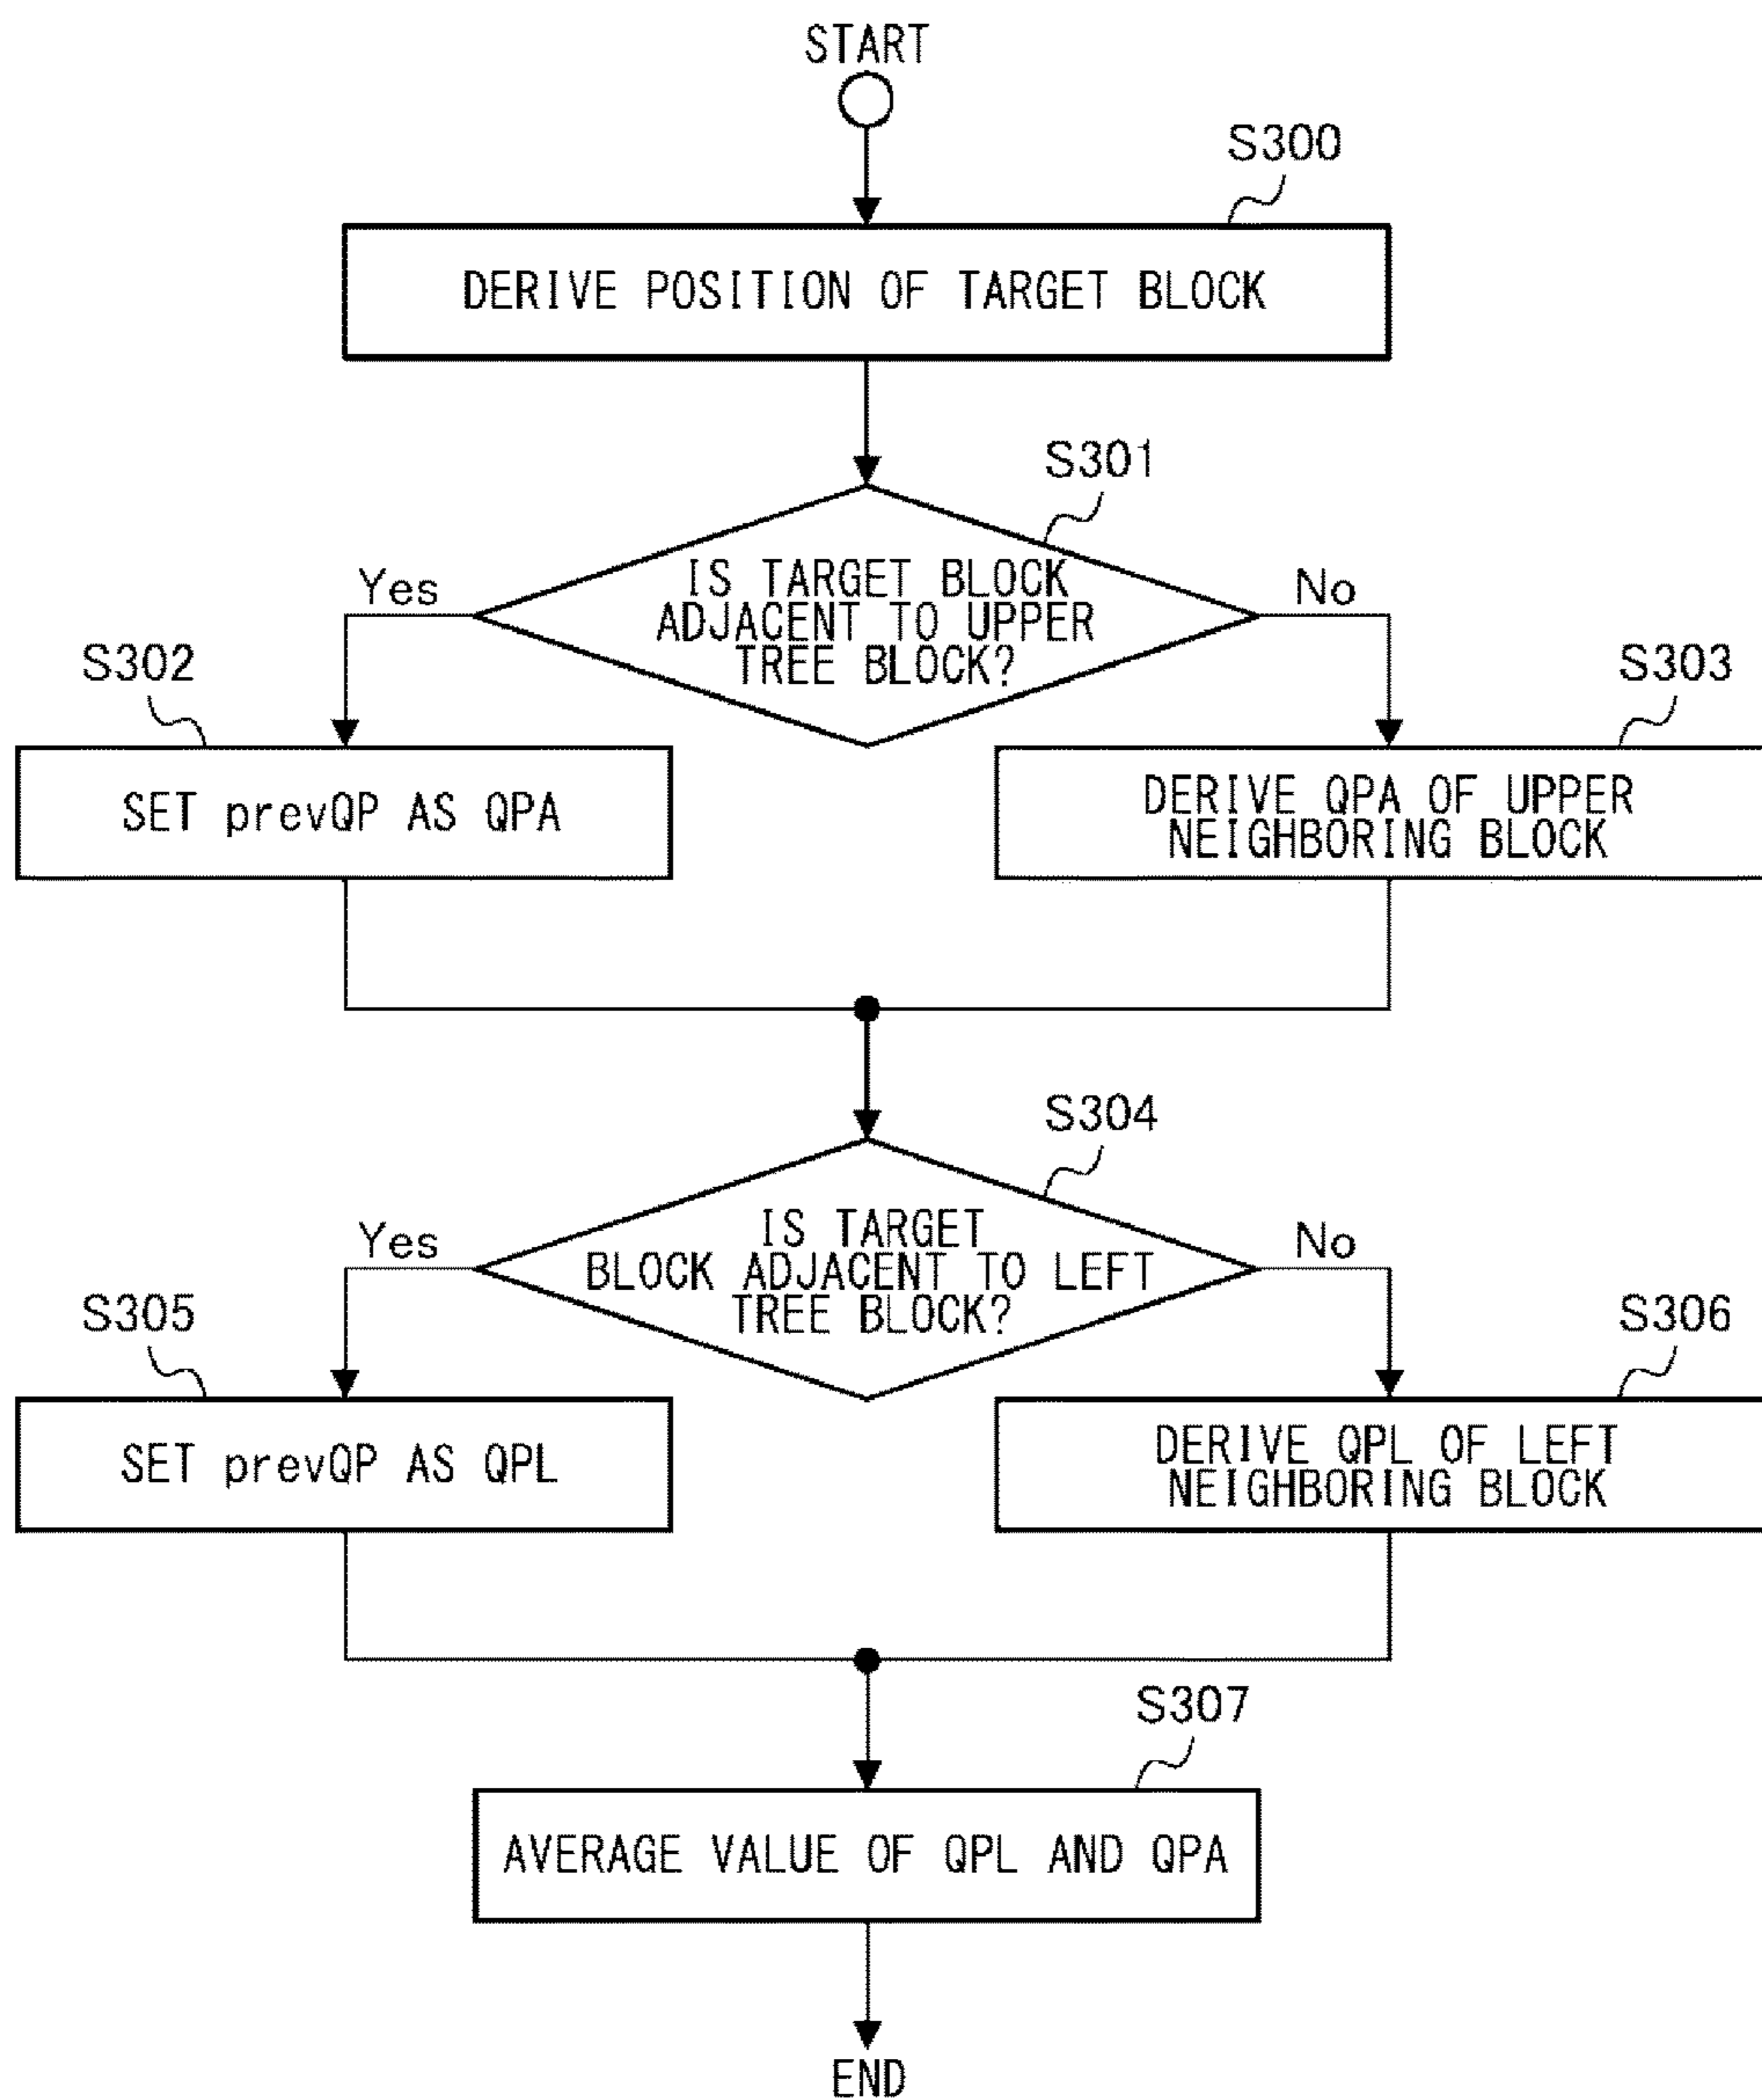 START
S300
DERIVE POSITION OF TARGET BLOCK
S301
IS TARGET BLOCK
ADJACENT TO UPPER
TREE BLOCK?
Yes
No
S302
S303
SET prevQP AS QPA
DERIVE QPA OF UPPER
NEIGHBORING BLOCK
S304
IS TARGET
BLOCK ADJACENT TO LEFT
TREE BLOCK?
Yes
No
S305
S306
SET prevQP AS QPL
DERIVE QPL OF LEFT
NEIGHBORING BLOCK
S307
AVERAGE VALUE OF QPL AND QPA
END